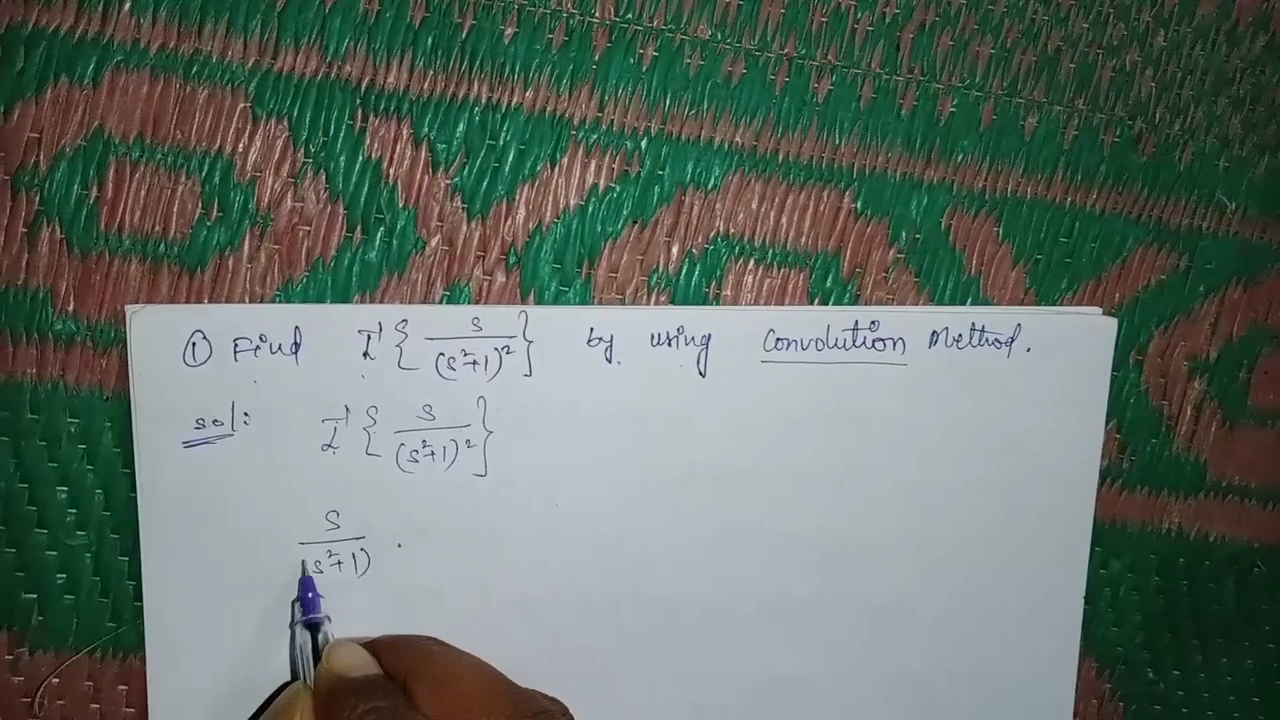 ① Find L⁻¹ { s / (s²+1)² } by using Convolution Method.
sol: L⁻¹ { s / (s²+1)² }
s / (s²+1) .